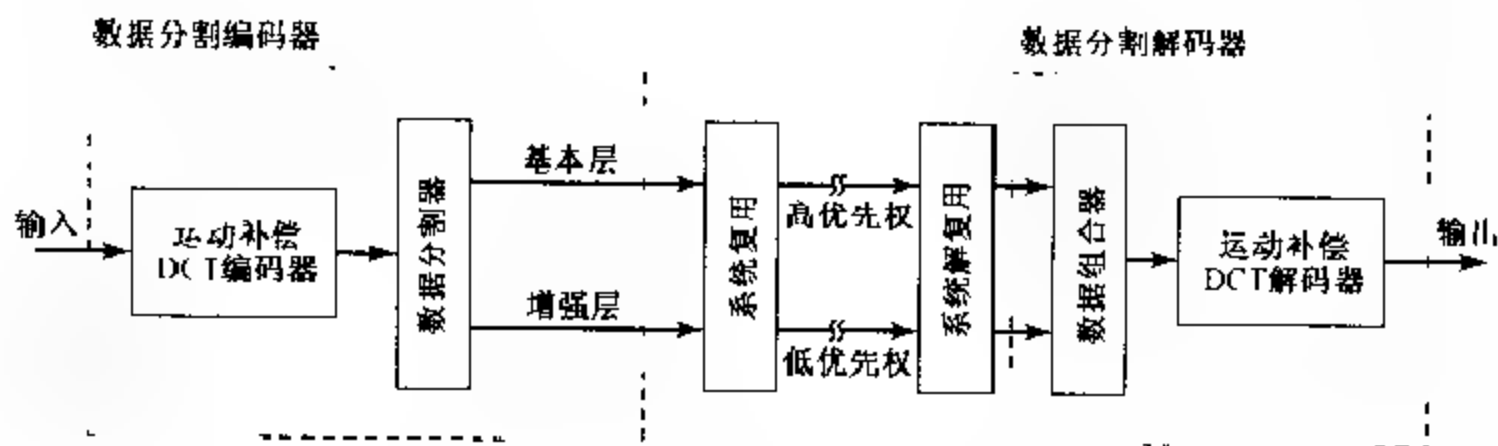 数据分割编码器
数据分割解码器
输入
运动补偿
DCT编码器
数据分割器
基本层
增强层
系统复用
高优先权
低优先权
系统解复用
数据组合器
运动补偿
DCT解码器
输出